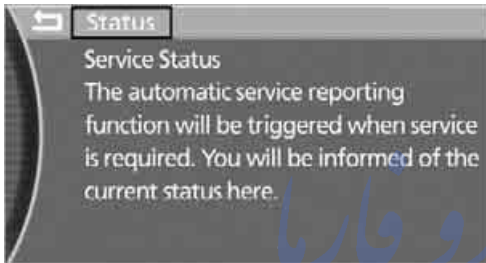 Status
Service Status
The automatic service reporting
function will be triggered when service
is required. You will be informed of the
current status here.